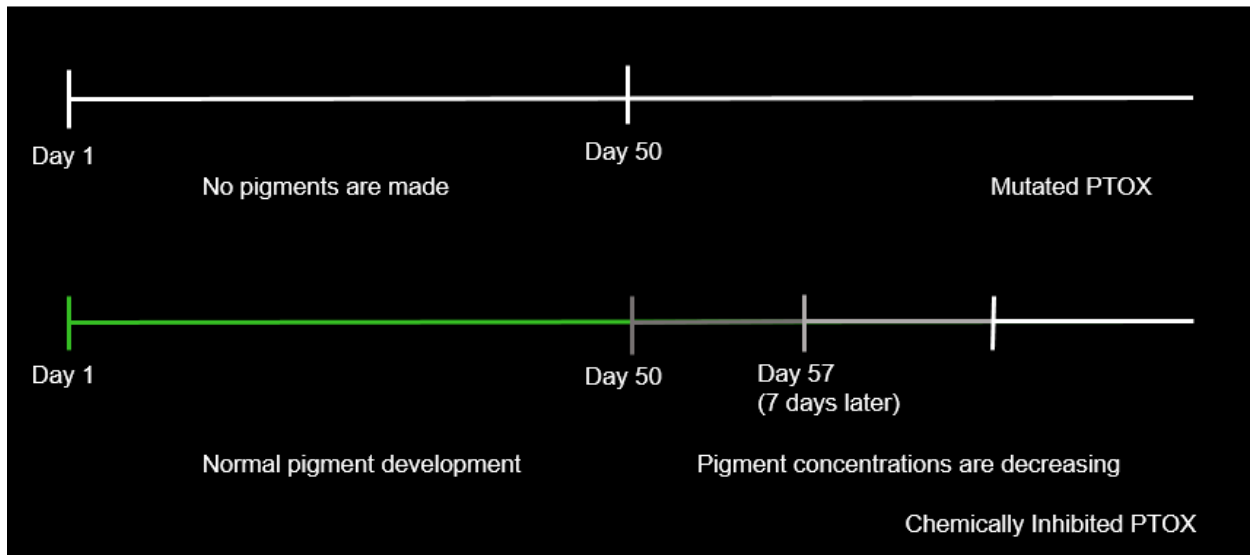 Day 1
Day 50
No pigments are made
Mutated PTOX
Day 1
Day 50
Day 57
(7 days later)
Normal pigment development
Pigment concentrations are decreasing
Chemically Inhibited PTOX